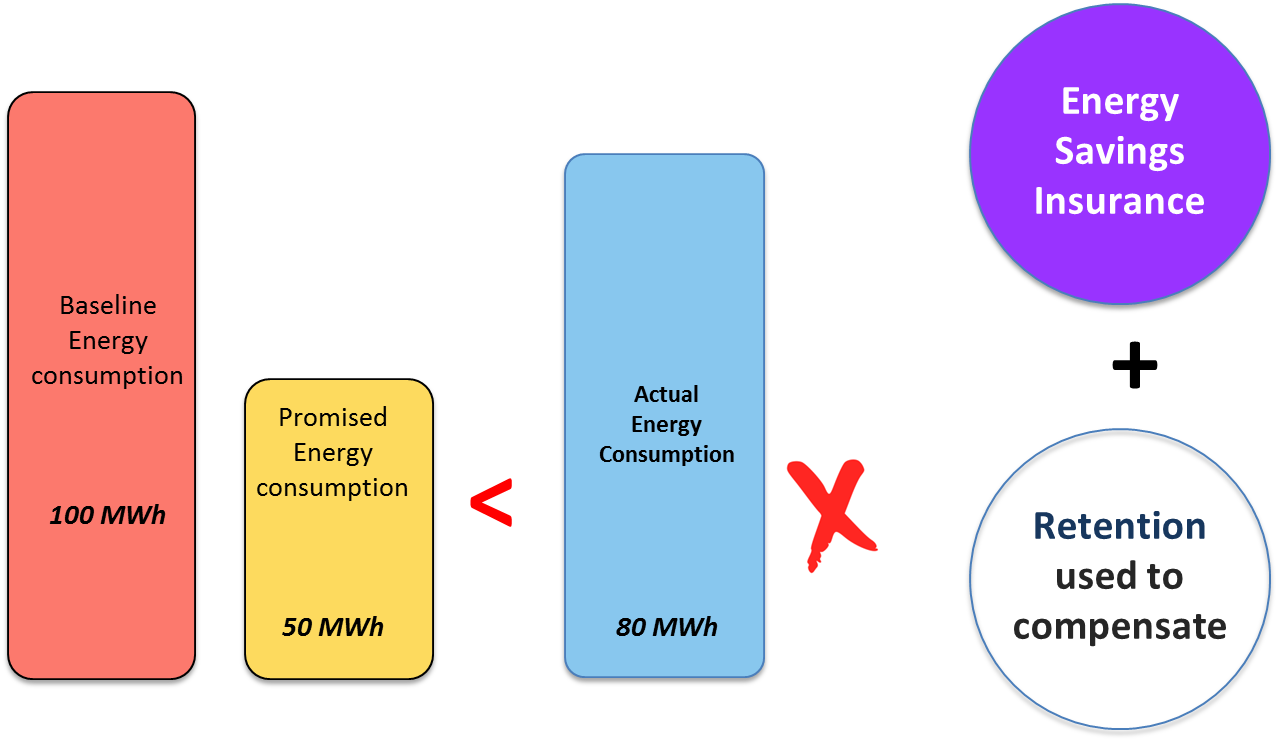 Baseline
Energy
consumption
100 MWh
Promised
Energy
consumption
50 MWh
<
Actual
Energy
Consumption
80 MWh
Energy
Savings
Insurance
+
Retention
used to
compensate